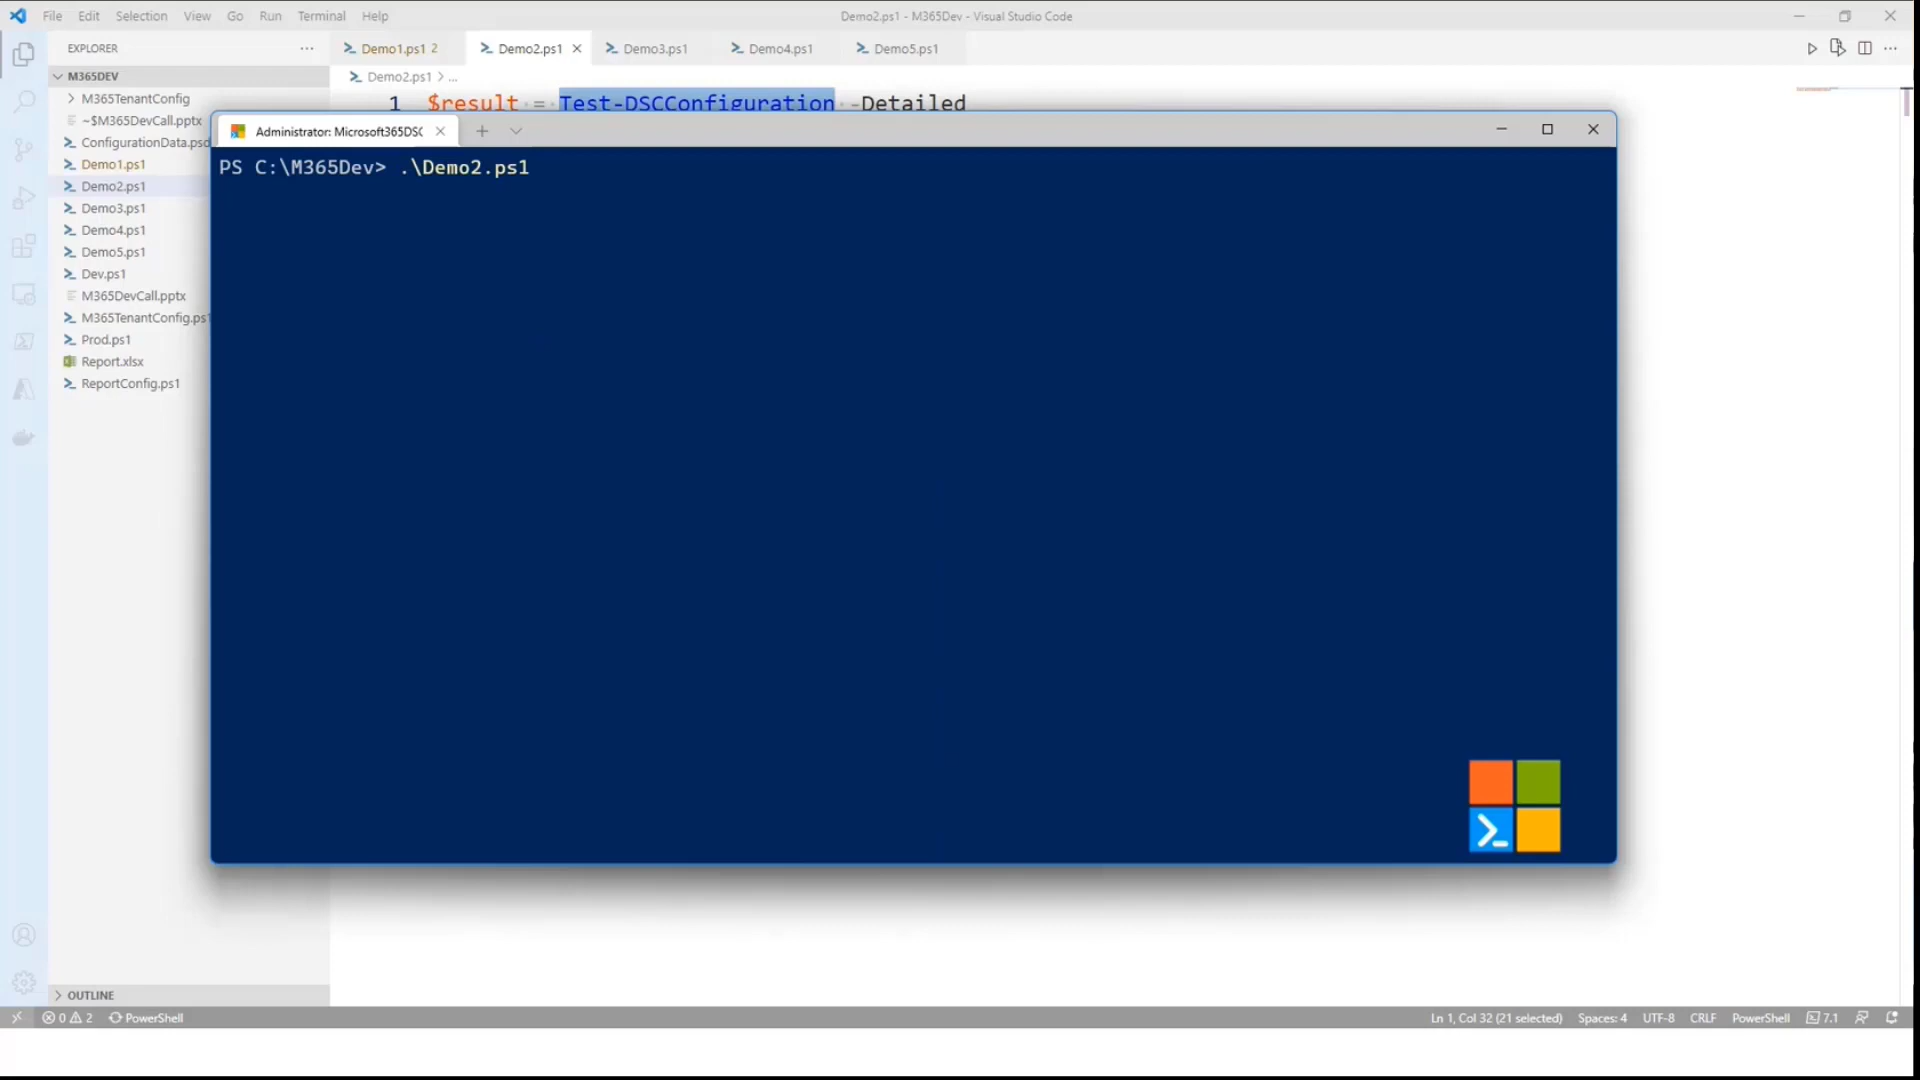 File Edit Selection View Go Run Terminal Help
Demo2.ps1 - M365Dev - Visual Studio Code
EXPLORER
Demo1.ps1 2
Demo2.ps1
Demo3.ps1
Demo4.ps1
Demo5.ps1
M365DEV
Demo2.ps1 > ...
M365TenantConfig
~$M365DevCall.pptx
ConfigurationData.psd
Demo1.ps1
Demo2.ps1
Demo3.ps1
Demo4.ps1
Demo5.ps1
Dev.ps1
M365DevCall.pptx
M365TenantConfig.ps1
Prod.ps1
Report.xlsx
ReportConfig.ps1
1 $result = Test-DSCConfiguration -Detailed
Administrator: Microsoft365DSC
PS C:\M365Dev> .\Demo2.ps1
OUTLINE
0 2 PowerShell
Ln 1, Col 32 (21 selected) Spaces: 4 UTF-8 CRLF PowerShell 7.1